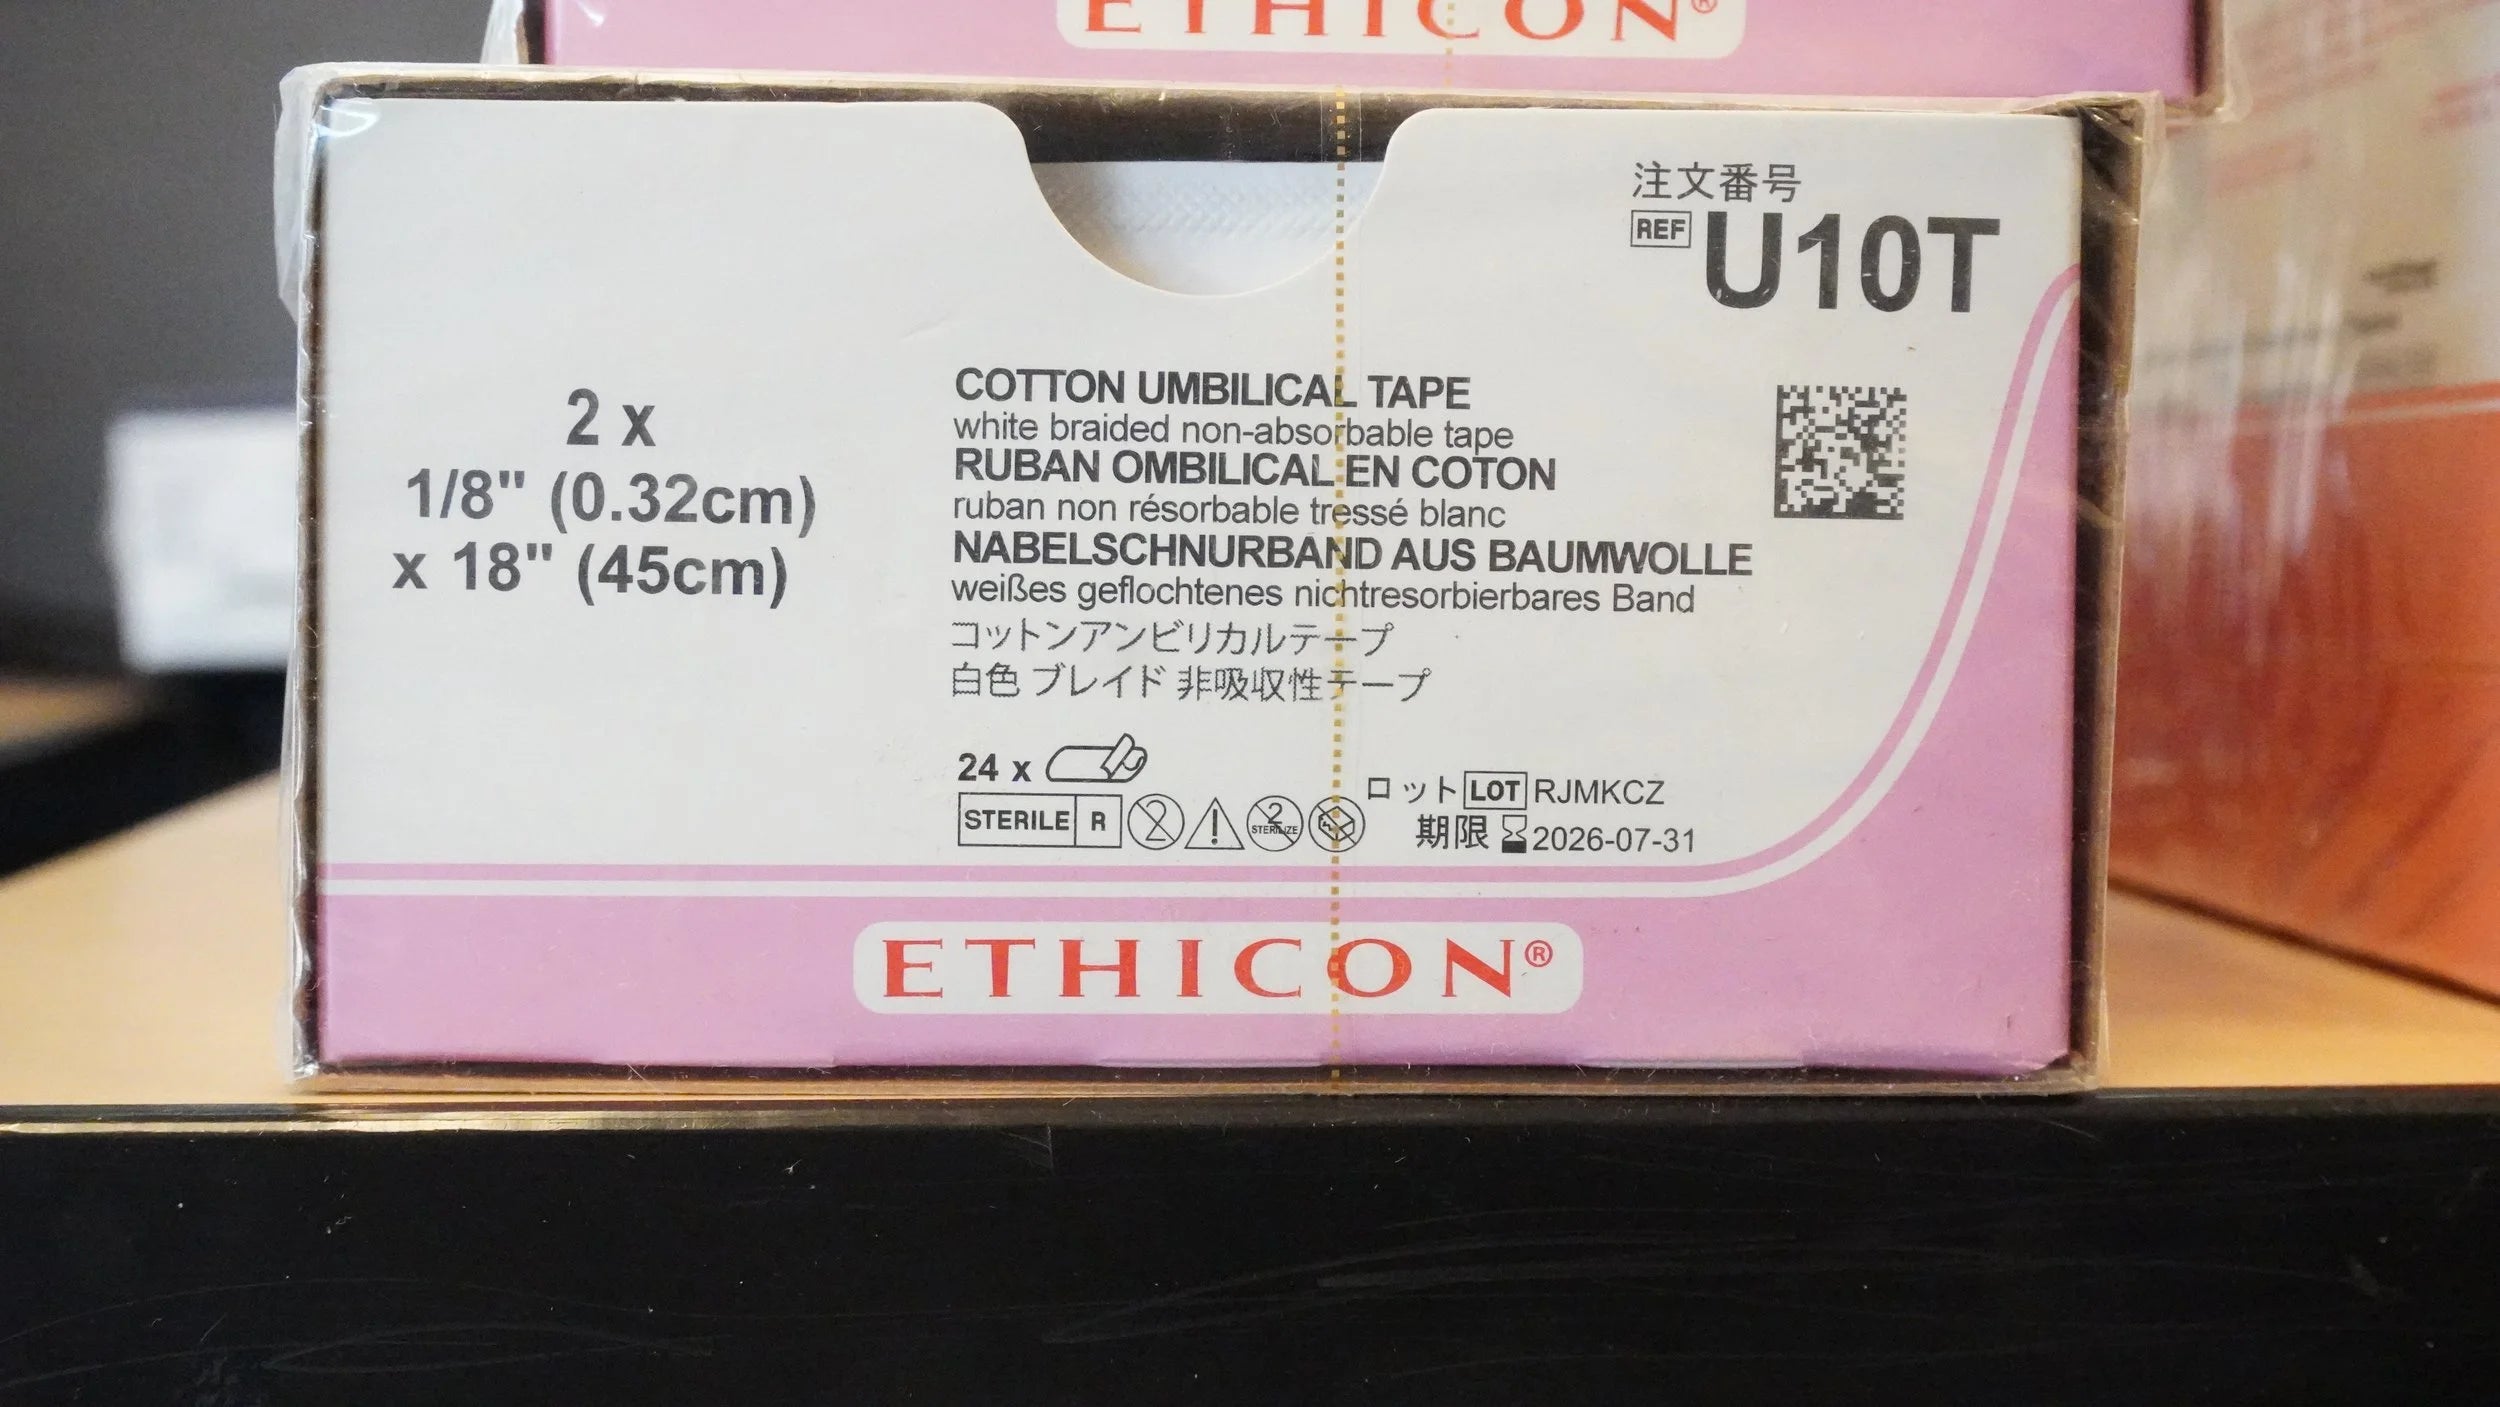 ETHICON®
注文番号
REF U10T
2 x
1/8" (0.32cm)
x 18" (45cm)
COTTON UMBILICAL TAPE
white braided non-absorbable tape
RUBAN OMBILICAL EN COTON
ruban non résorbable tressé blanc
NABELSCHNURBAND AUS BAUMWOLLE
weißes geflochtenes nichtresorbierbares Band
コットンアンビリカルテープ
白色 ブレイド 非吸収性テープ
24 x
STERILE R 2 ! 2 STERILIZE
ロット LOT RJMKCZ
期限 2026-07-31
ETHICON®